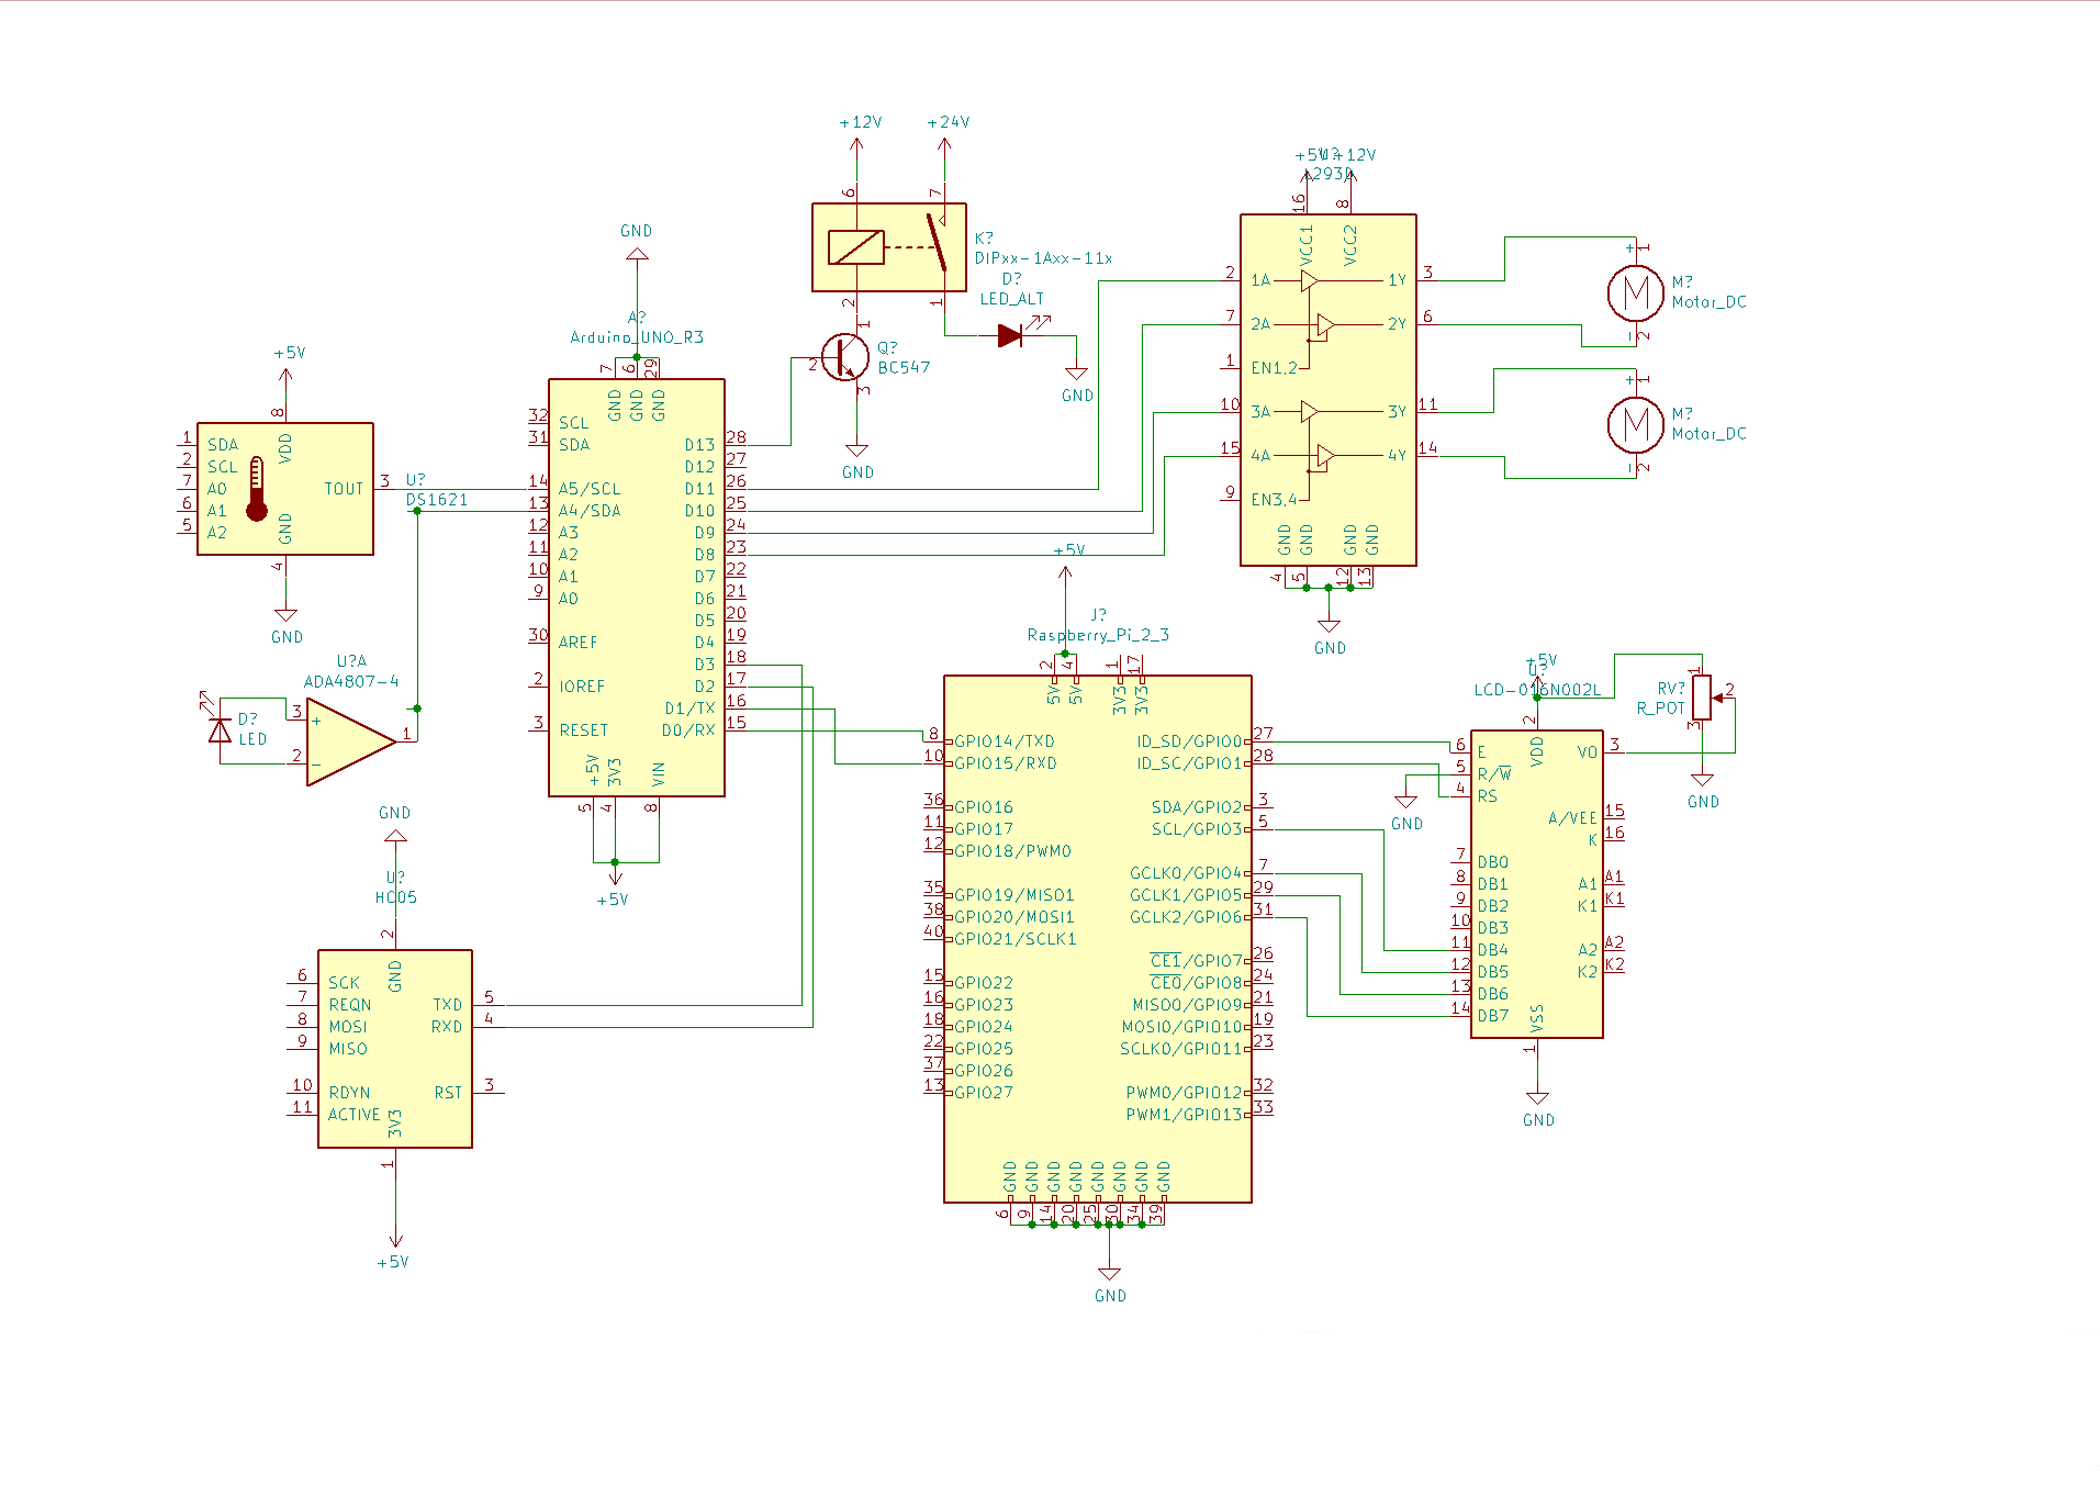 +12V
+24V
6
7
2
1
K?
DIPxx-1Axx-11x
D?
LED_ALT
GND
1
2
3
Q?
BC547
GND
+5V
+12V
U?
L293D
16
8
VCC1
VCC2
2
1A
1Y
3
7
2A
2Y
6
1
EN1,2
10
3A
3Y
11
15
4A
4Y
14
9
EN3,4
GND
GND
GND
GND
4
5
12
13
GND
+
1
M?
Motor_DC
-
2
+
1
M?
Motor_DC
-
2
GND
A?
Arduino_UNO_R3
7
6
29
GND
GND
GND
32
SCL
31
SDA
14
A5/SCL
13
A4/SDA
12
A3
11
A2
10
A1
9
A0
30
AREF
2
IOREF
3
RESET
D13
28
D12
27
D11
26
D10
25
D9
24
D8
23
D7
22
D6
21
D5
20
D4
19
D3
18
D2
17
D1/TX
16
D0/RX
15
+5V
3V3
VIN
5
4
8
+5V
+5V
8
VDD
1
SDA
2
SCL
7
A0
6
A1
5
A2
TOUT
3
U?
DS1621
GND
4
GND
U?A
ADA4807-4
D?
LED
3
+
2
-
1
GND
U?
HC05
2
GND
6
SCK
7
REQN
8
MOSI
9
MISO
10
RDYN
11
ACTIVE
TXD
5
RXD
4
RST
3
3V3
1
+5V
+5V
J?
Raspberry_Pi_2_3
2
4
1
17
5V
5V
3V3
3V3
8
GPIO14/TXD
10
GPIO15/RXD
36
GPIO16
11
GPIO17
12
GPIO18/PWM0
35
GPIO19/MISO1
38
GPIO20/MOSI1
40
GPIO21/SCLK1
15
GPIO22
16
GPIO23
18
GPIO24
22
GPIO25
37
GPIO26
13
GPIO27
ID_SD/GPIO0
27
ID_SC/GPIO1
28
SDA/GPIO2
3
SCL/GPIO3
5
GCLK0/GPIO4
7
GCLK1/GPIO5
29
GCLK2/GPIO6
31
CE1/GPIO7
26
CE0/GPIO8
24
MISO0/GPIO9
21
MOSI0/GPIO10
19
SCLK0/GPIO11
23
PWM0/GPIO12
32
PWM1/GPIO13
33
GND
GND
GND
GND
GND
GND
GND
GND
6
9
14
20
25
30
34
39
GND
+5V
U?
LCD-016N002L
2
VDD
6
E
5
R/W
4
RS
7
DB0
8
DB1
9
DB2
10
DB3
11
DB4
12
DB5
13
DB6
14
DB7
VO
3
A/VEE
15
K
16
A1
A1
K1
K1
A2
A2
K2
K2
VSS
1
GND
GND
RV?
R_POT
1
2
3
GND